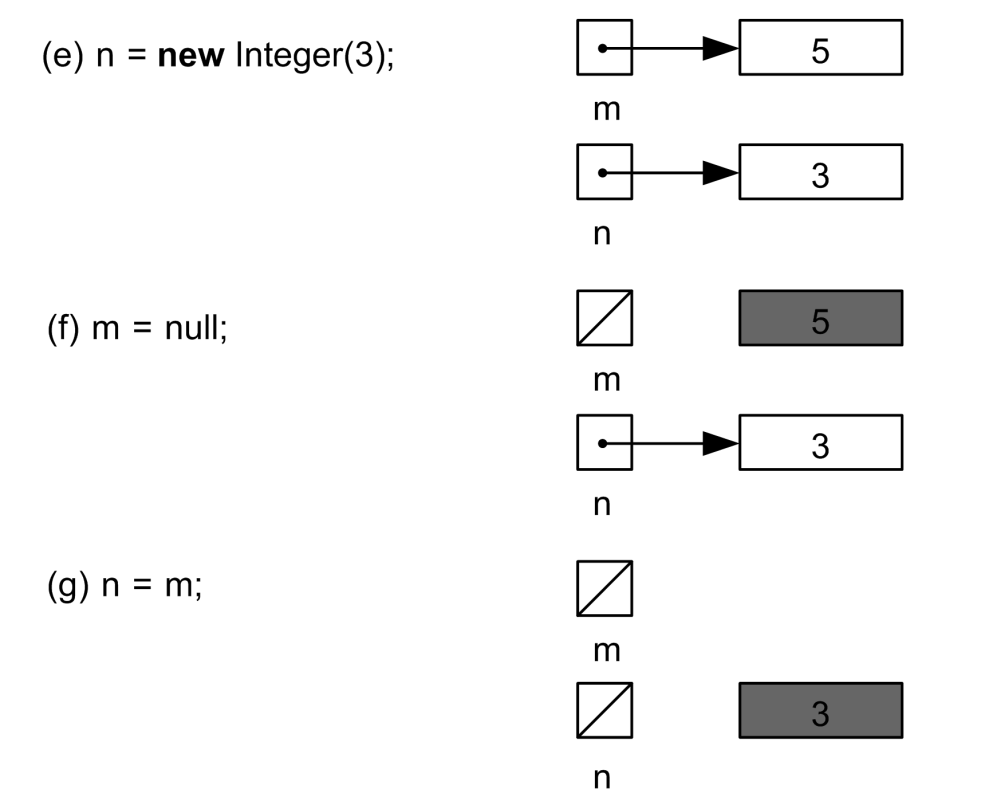 (e) n = new Integer(3);
5
m
3
n
(f) m = null;
5
m
3
n
(g) n = m;
m
3
n